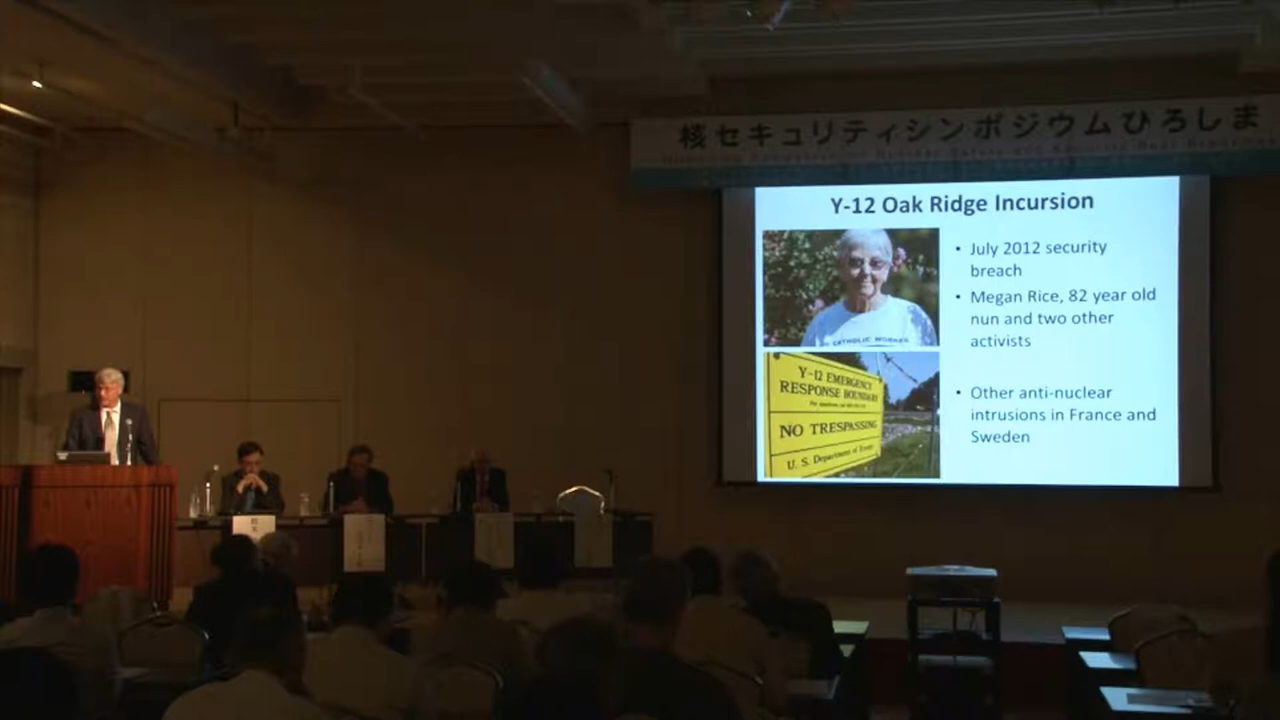 核セキュリティシンポジウムひろしま
Y-12 Oak Ridge Incursion
• July 2012 security
breach
• Megan Rice, 82 year old
nun and two other
activists
• Other anti-nuclear
intrusions in France and
Sweden
CATHOLIC WORKER
Y-12 EMERGENCY
RESPONSE BOUNDARY
NO TRESPASSING
U. S. Department of Energy